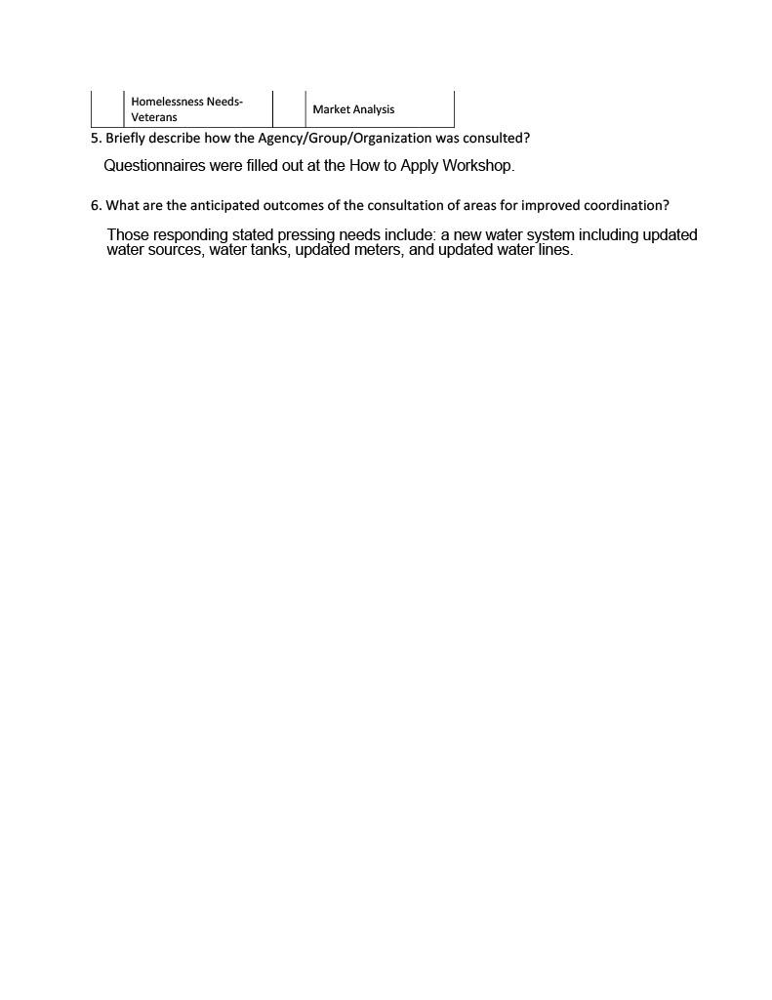 Homelessness Needs-
Veterans
Market Analysis
5. Briefly describe how the Agency/Group/Organization was consulted?
Questionnaires were filled out at the How to Apply Workshop.
6. What are the anticipated outcomes of the consultation of areas for improved coordination?
Those responding stated pressing needs include: a new water system including updated
water sources, water tanks, updated meters, and updated water lines.